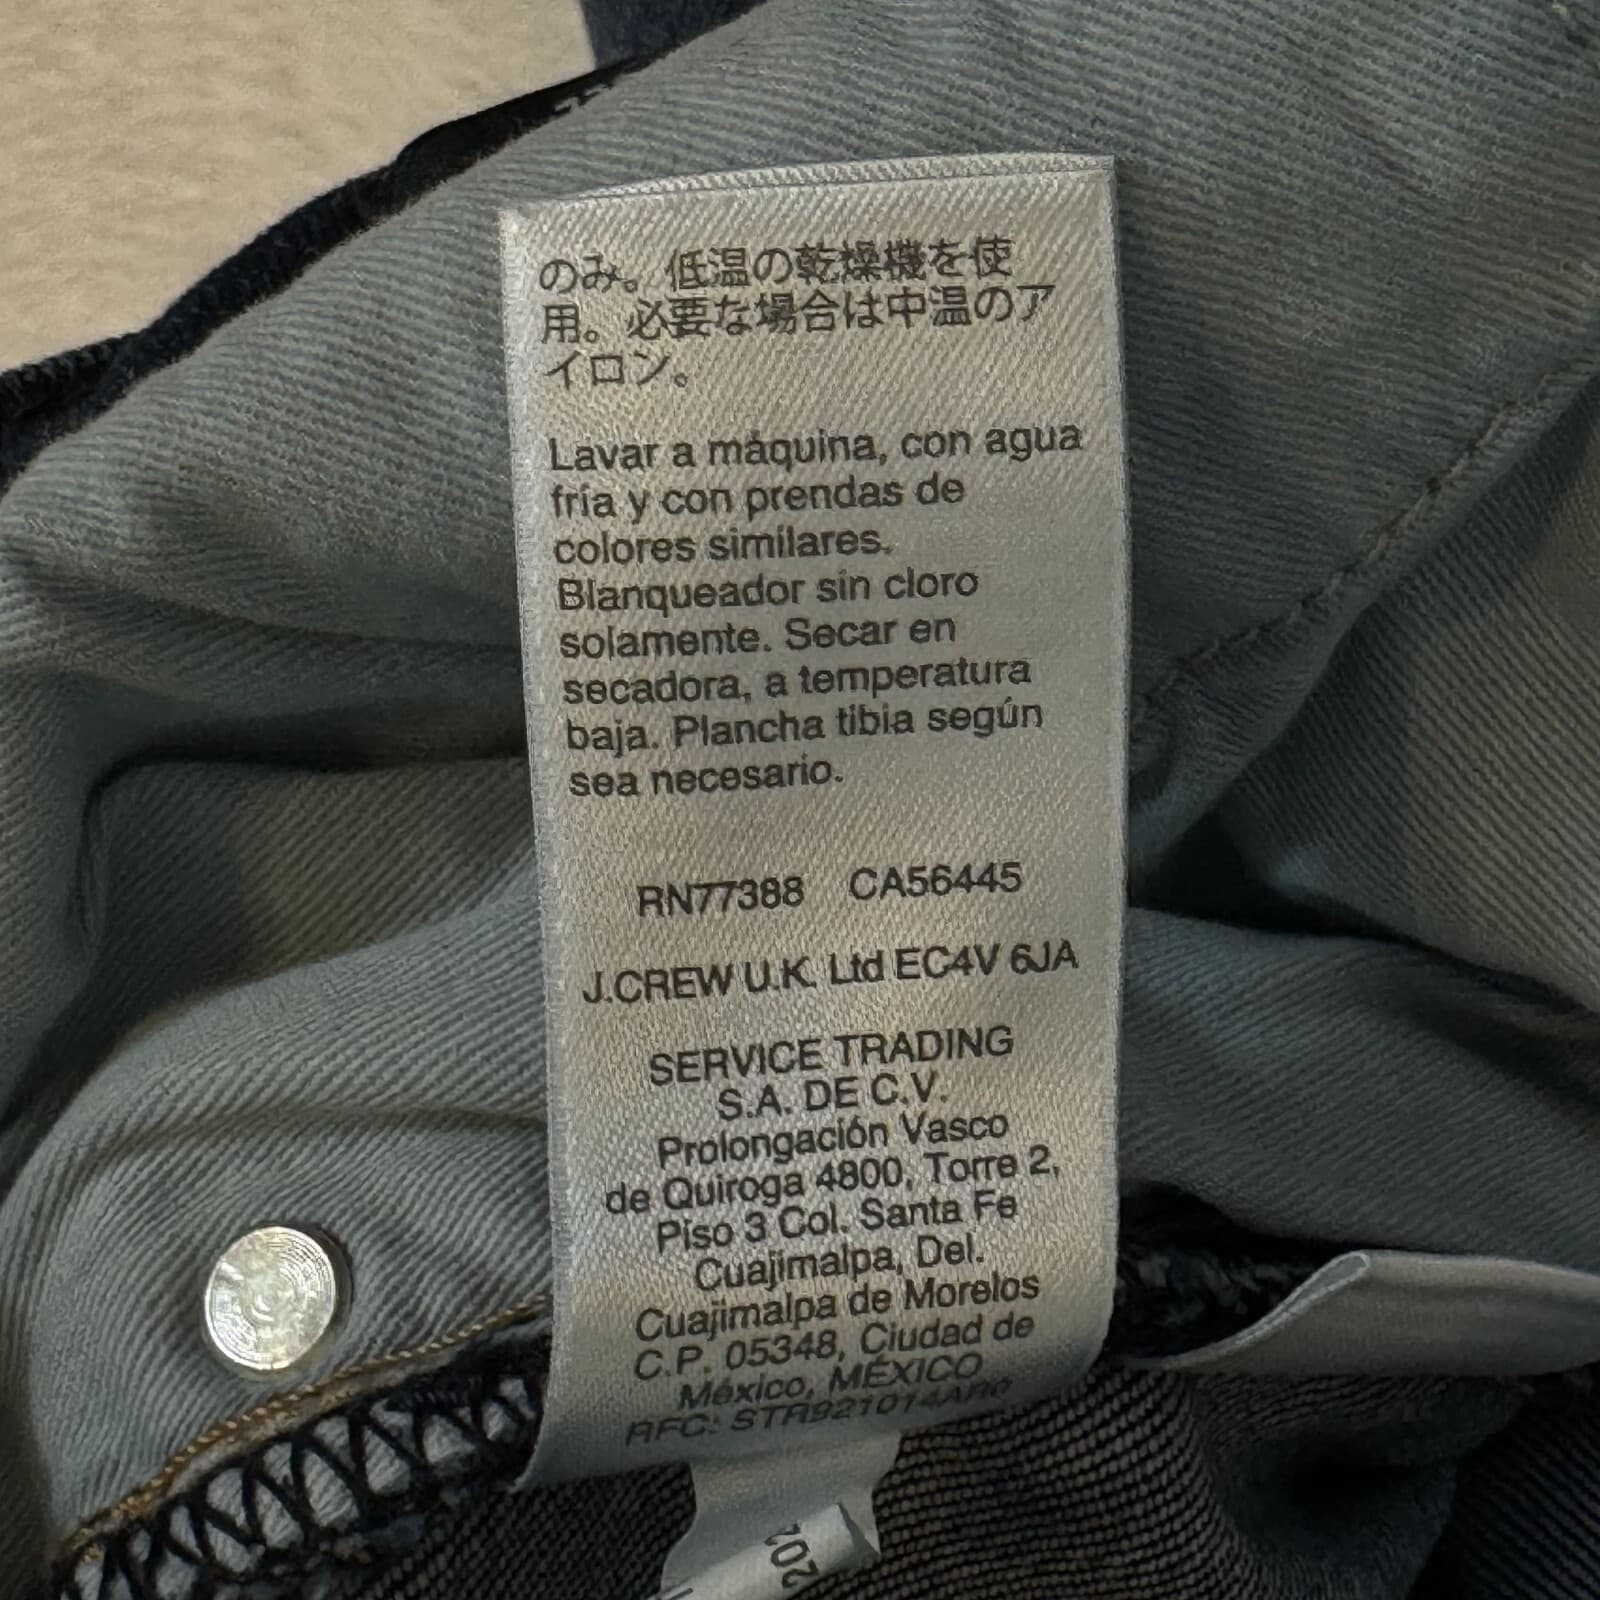 のみ。低温の乾燥機を使
用。必要な場合は中温のア
イロン。
Lavar a máquina, con agua
fría y con prendas de
colores similares.
Blanqueador sin cloro
solamente. Secar en
secadora, a temperatura
baja. Plancha tibia según
sea necesario.
RN77388 CA56445
J.CREW U.K. Ltd EC4V 6JA
SERVICE TRADING
S.A. DE C.V.
Prolongación Vasco
de Quiroga 4800, Torre 2,
Piso 3 Col. Santa Fe
Cuajimalpa, Del.
Cuajimalpa de Morelos
C.P. 05348, Ciudad de
México, MÉXICO
RFC: